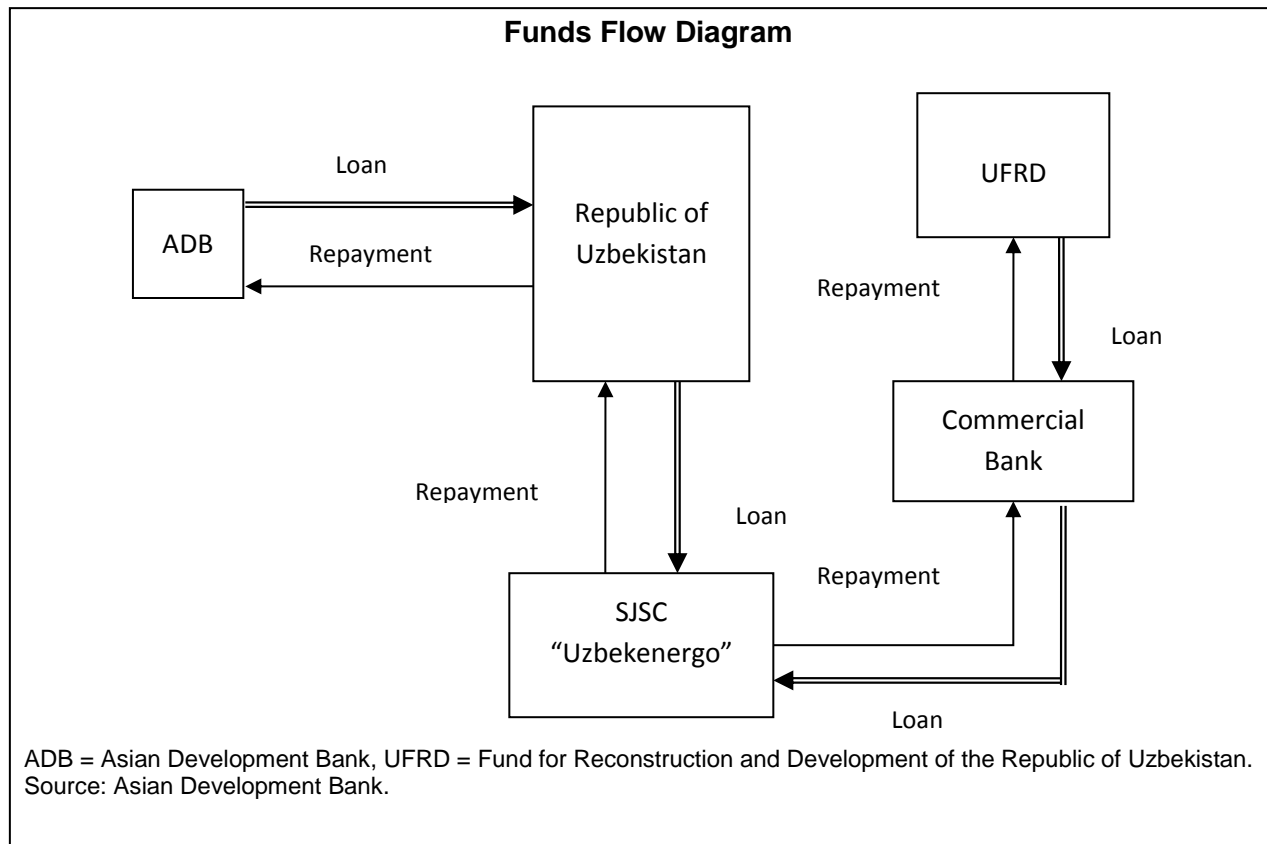 Funds Flow Diagram
Loan
ADB
Repayment
Republic of
Uzbekistan
UFRD
Repayment
Loan
Commercial
Bank
Repayment
Loan
SJSC
“Uzbekenergo”
Repayment
Loan
ADB = Asian Development Bank, UFRD = Fund for Reconstruction and Development of the Republic of Uzbekistan.
Source: Asian Development Bank.